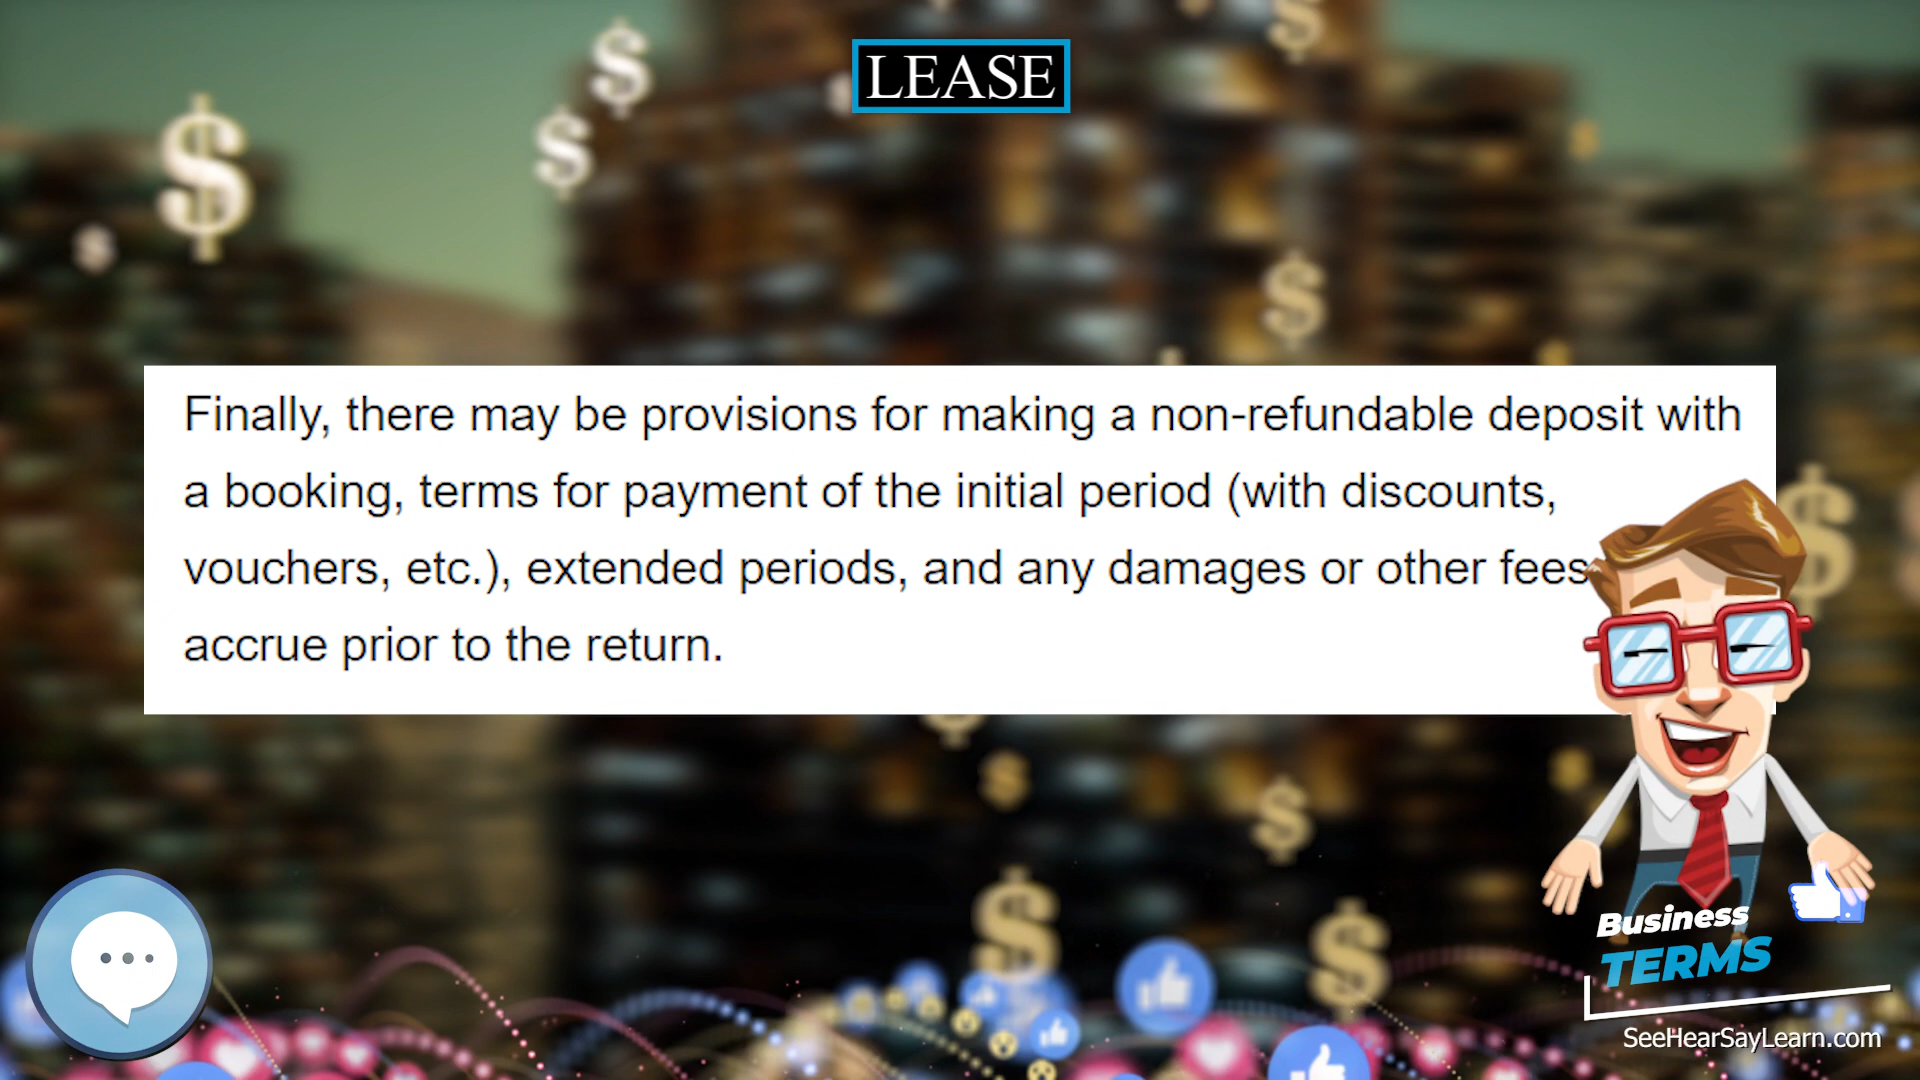 LEASE
Finally, there may be provisions for making a non-refundable deposit with
a booking, terms for payment of the initial period (with discounts,
vouchers, etc.), extended periods, and any damages or other fees
accrue prior to the return.
Business
TERMS
SeeHearSayLearn.com